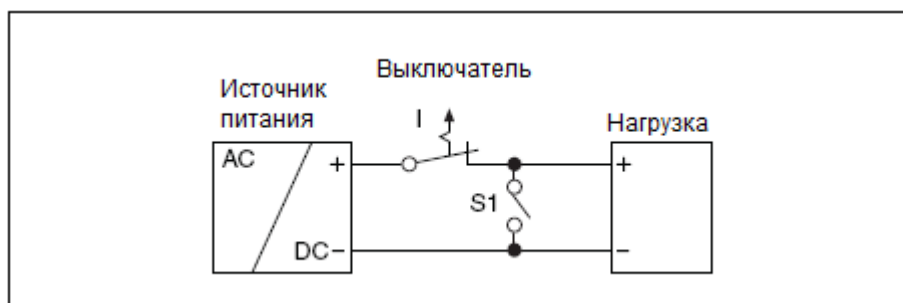 Выключатель
Источник
питания
I
Нагрузка
AC
+
+
S1
DC -
-